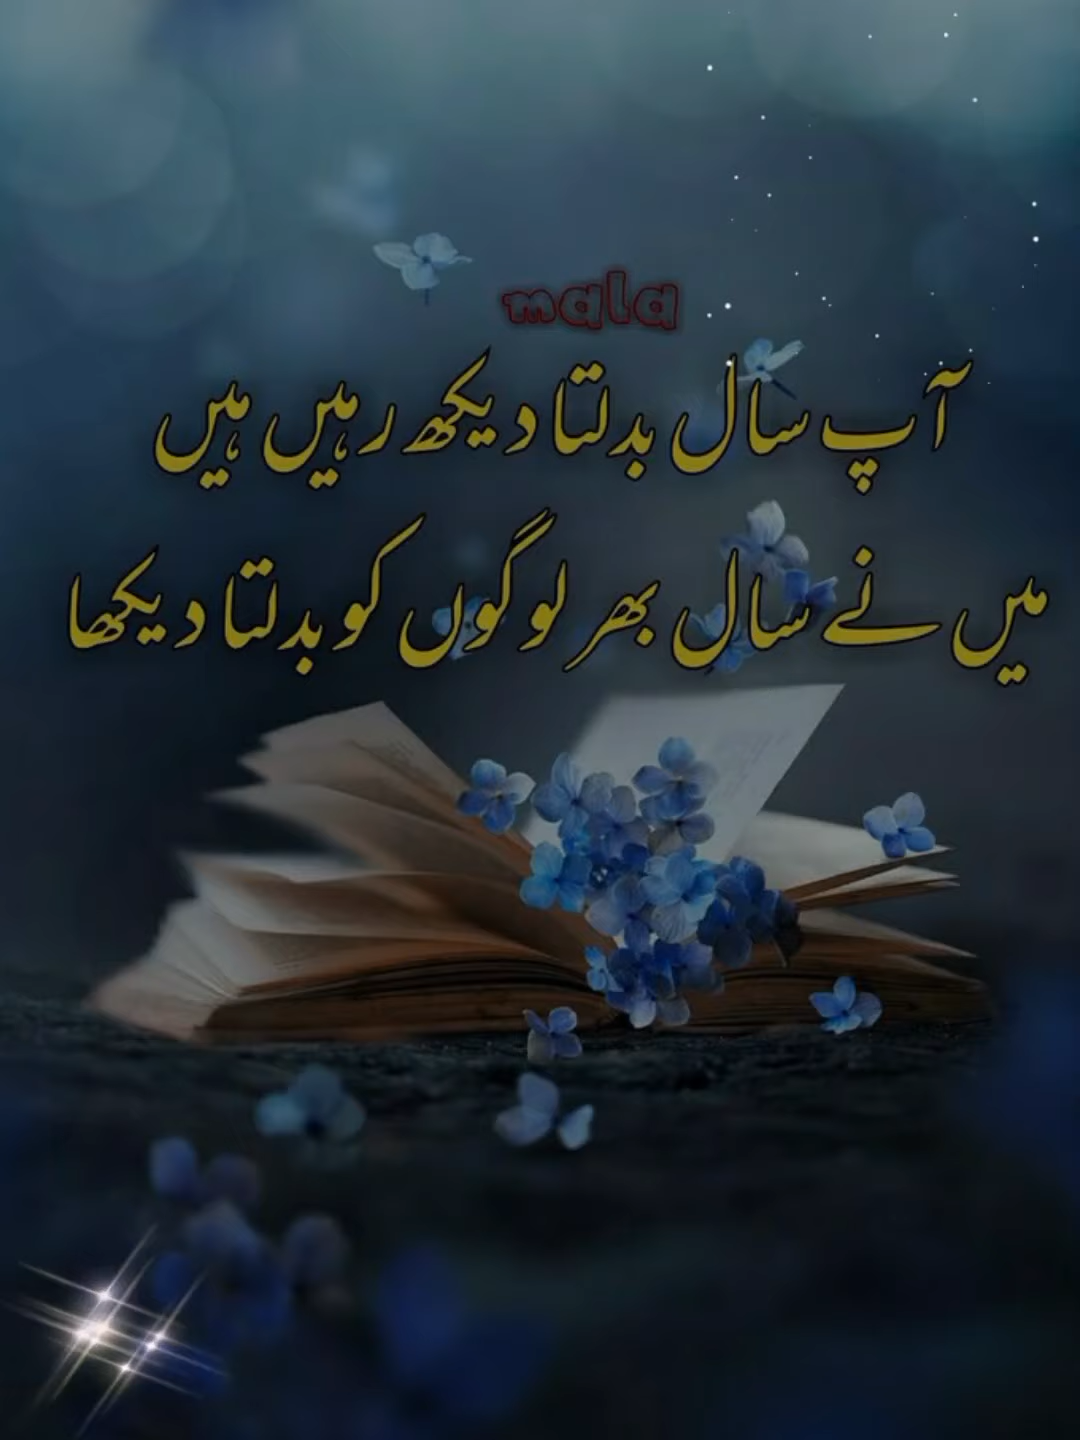 mala
آپ سال بدلتا دیکھ رہیں ہیں
میں نے سال بھر لوگوں کو بدلتا دیکھا